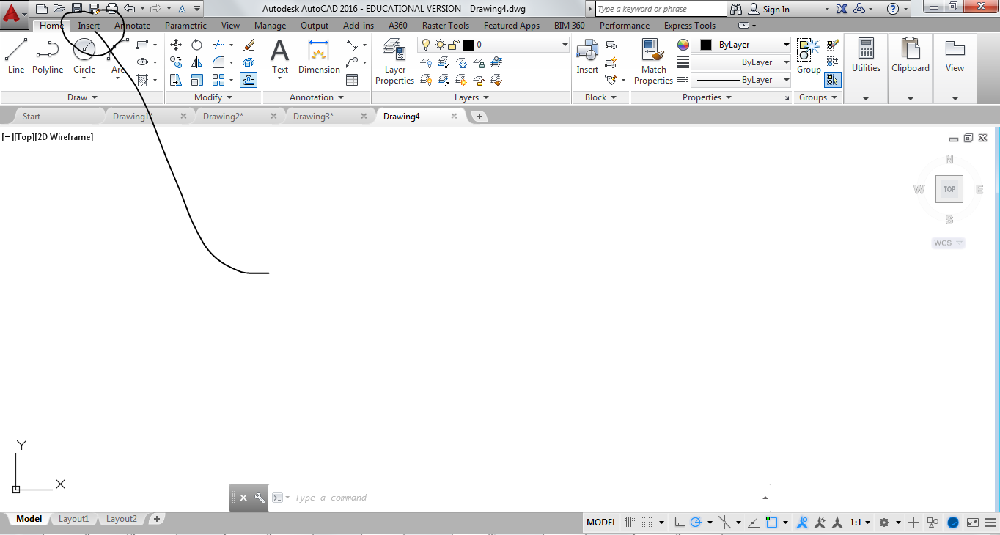 Autodesk AutoCAD 2016 - EDUCATIONAL VERSION Drawing4.dwg
Type a keyword or phrase
Sign In
Home Insert Annotate Parametric View Manage Output Add-ins A360 Raster Tools Featured Apps BIM 360 Performance Express Tools
0
ByLayer
ByLayer
ByLayer
Line Polyline Circle Arc
Text Dimension
Layer Properties
Insert
Match Properties
Group
Utilities
Clipboard
View
Draw Modify Annotation Layers Block Properties Groups
Start Drawing1* Drawing2* Drawing3* Drawing4
[−][Top][2D Wireframe]
N
W TOP E
S
WCS
Y
X
Type a command
Model Layout1 Layout2
MODEL 1:1